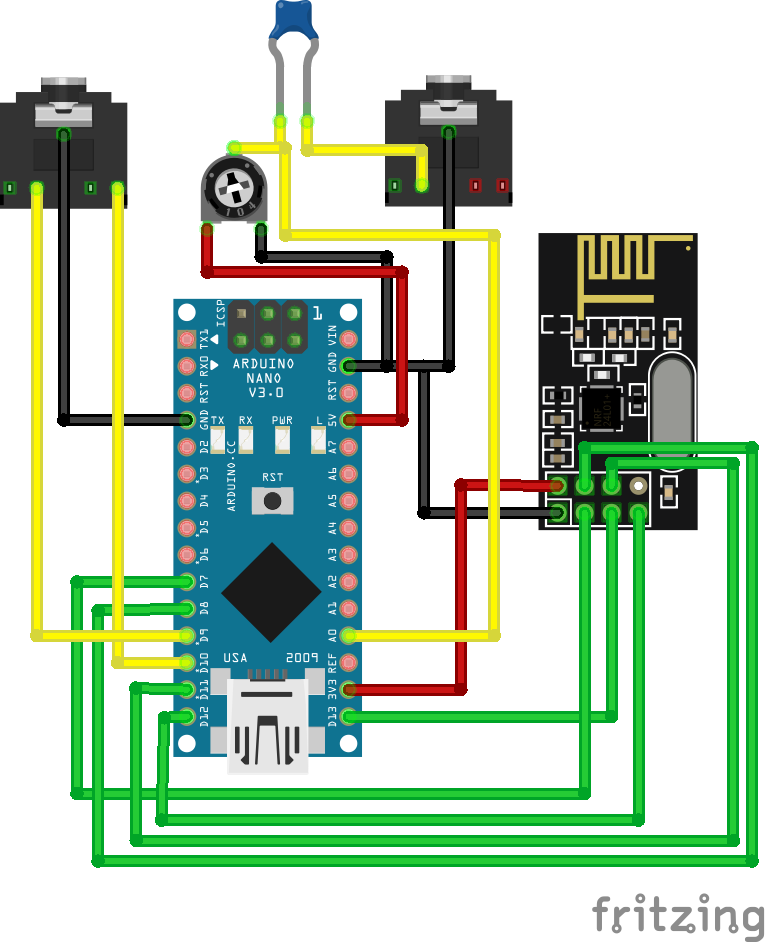 104
ICSP
1
TX1
RX0
RST
GND
D2
D3
D4
D5
D6
D7
D8
D9
D10
D11
D12
ARDUINO
NANO
V3.0
TX
RX
PWR
L
ARDUINO.CC
RST
USA
2009
VIN
GND
RST
5V
A7
A6
A5
A4
A3
A2
A1
A0
REF
3V3
D13
NRF
24L01+
fritzing